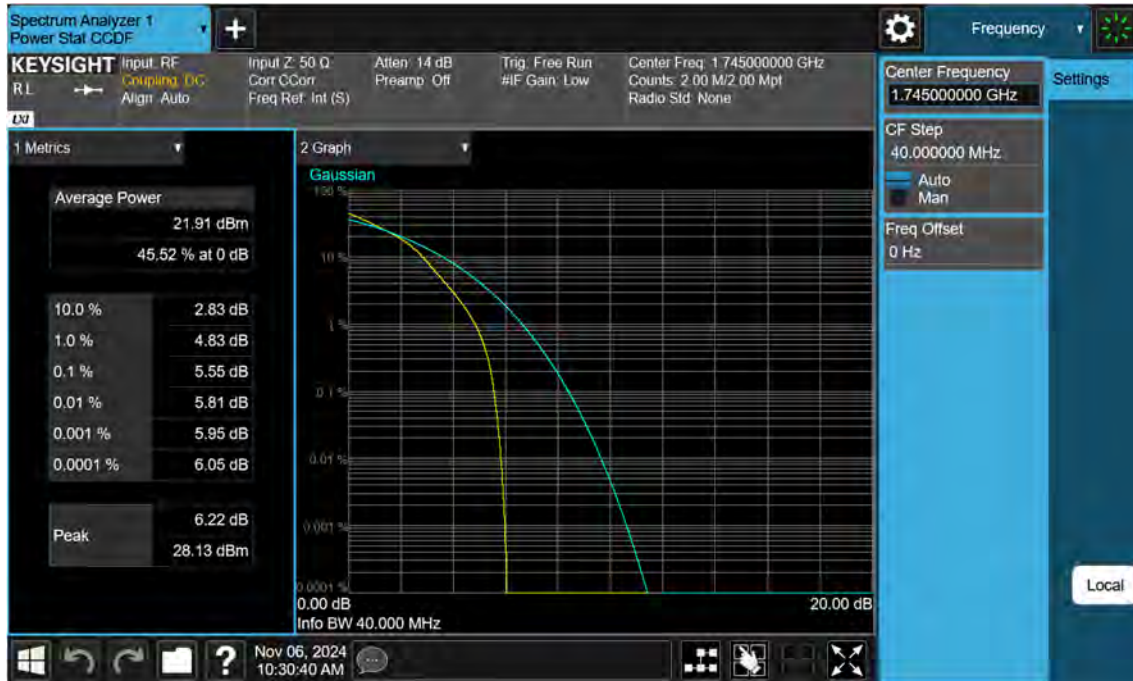 Spectrum Analyzer 1
Power Stat CCDF
+
Frequency
KEYSIGHT
RL
LXI
Input: RF
Coupling: DC
Align: Auto
Input Z: 50 Ω
Corr CCorr
Freq Ref: Int (S)
Atten: 14 dB
Preamp: Off
Trig: Free Run
#IF Gain: Low
Center Freq: 1.745000000 GHz
Counts: 2.00 M/2.00 Mpt
Radio Std: None
Center Frequency
1.745000000 GHz
Settings
CF Step
40.000000 MHz
Auto
Man
Freq Offset
0 Hz
1 Metrics
Average Power
21.91 dBm
45.52 % at 0 dB
10.0 % 2.83 dB
1.0 % 4.83 dB
0.1 % 5.55 dB
0.01 % 5.81 dB
0.001 % 5.95 dB
0.0001 % 6.05 dB
Peak
6.22 dB
28.13 dBm
2 Graph
Gaussian
100 %
10 %
1 %
0.1 %
0.01 %
0.001 %
0.0001 %
0.00 dB 20.00 dB
Info BW 40.000 MHz
Local
?
Nov 06, 2024
10:30:40 AM